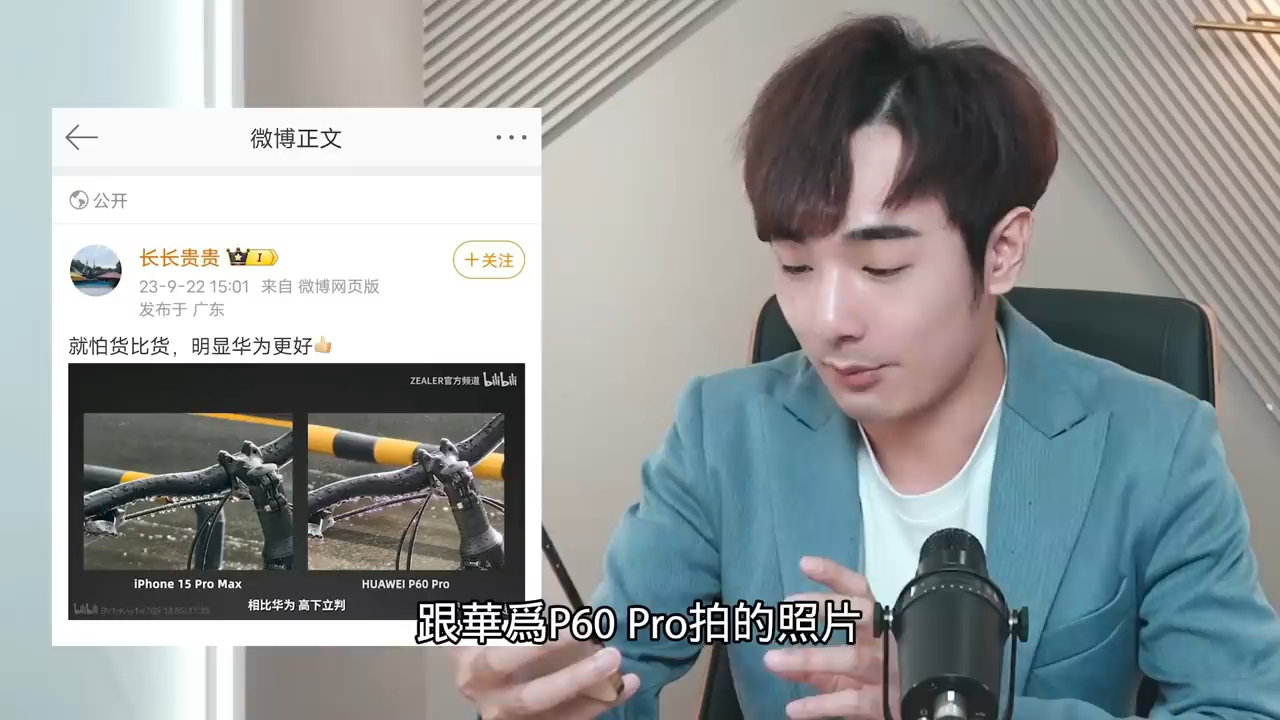 微博正文
公开
长长贵贵
I
+关注
23-9-22 15:01 来自 微博网页版
发布于 广东
就怕货比货，明显华为更好
ZEALER官方频道 bilibili
iPhone 15 Pro Max
HUAWEI P60 Pro
相比华为 高下立判
bilibili
跟華爲P60 Pro拍的照片